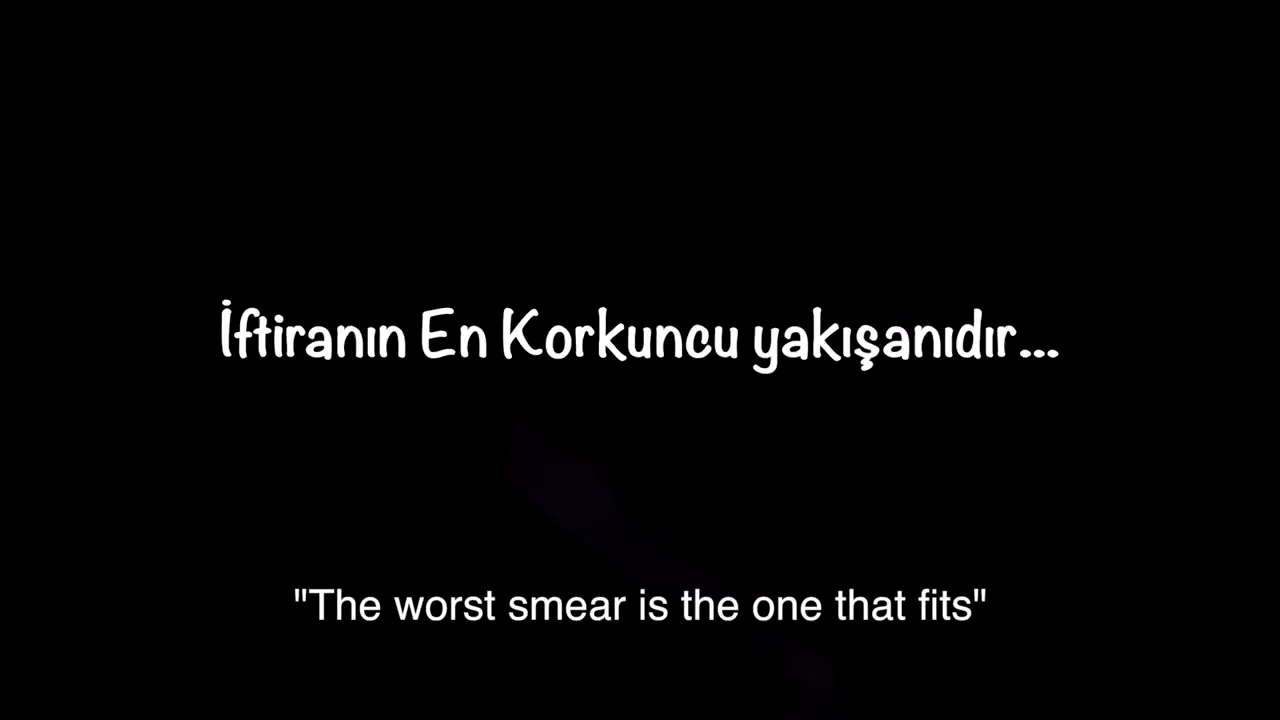 İftiranın En Korkuncu yakışanıdır...
"The worst smear is the one that fits"